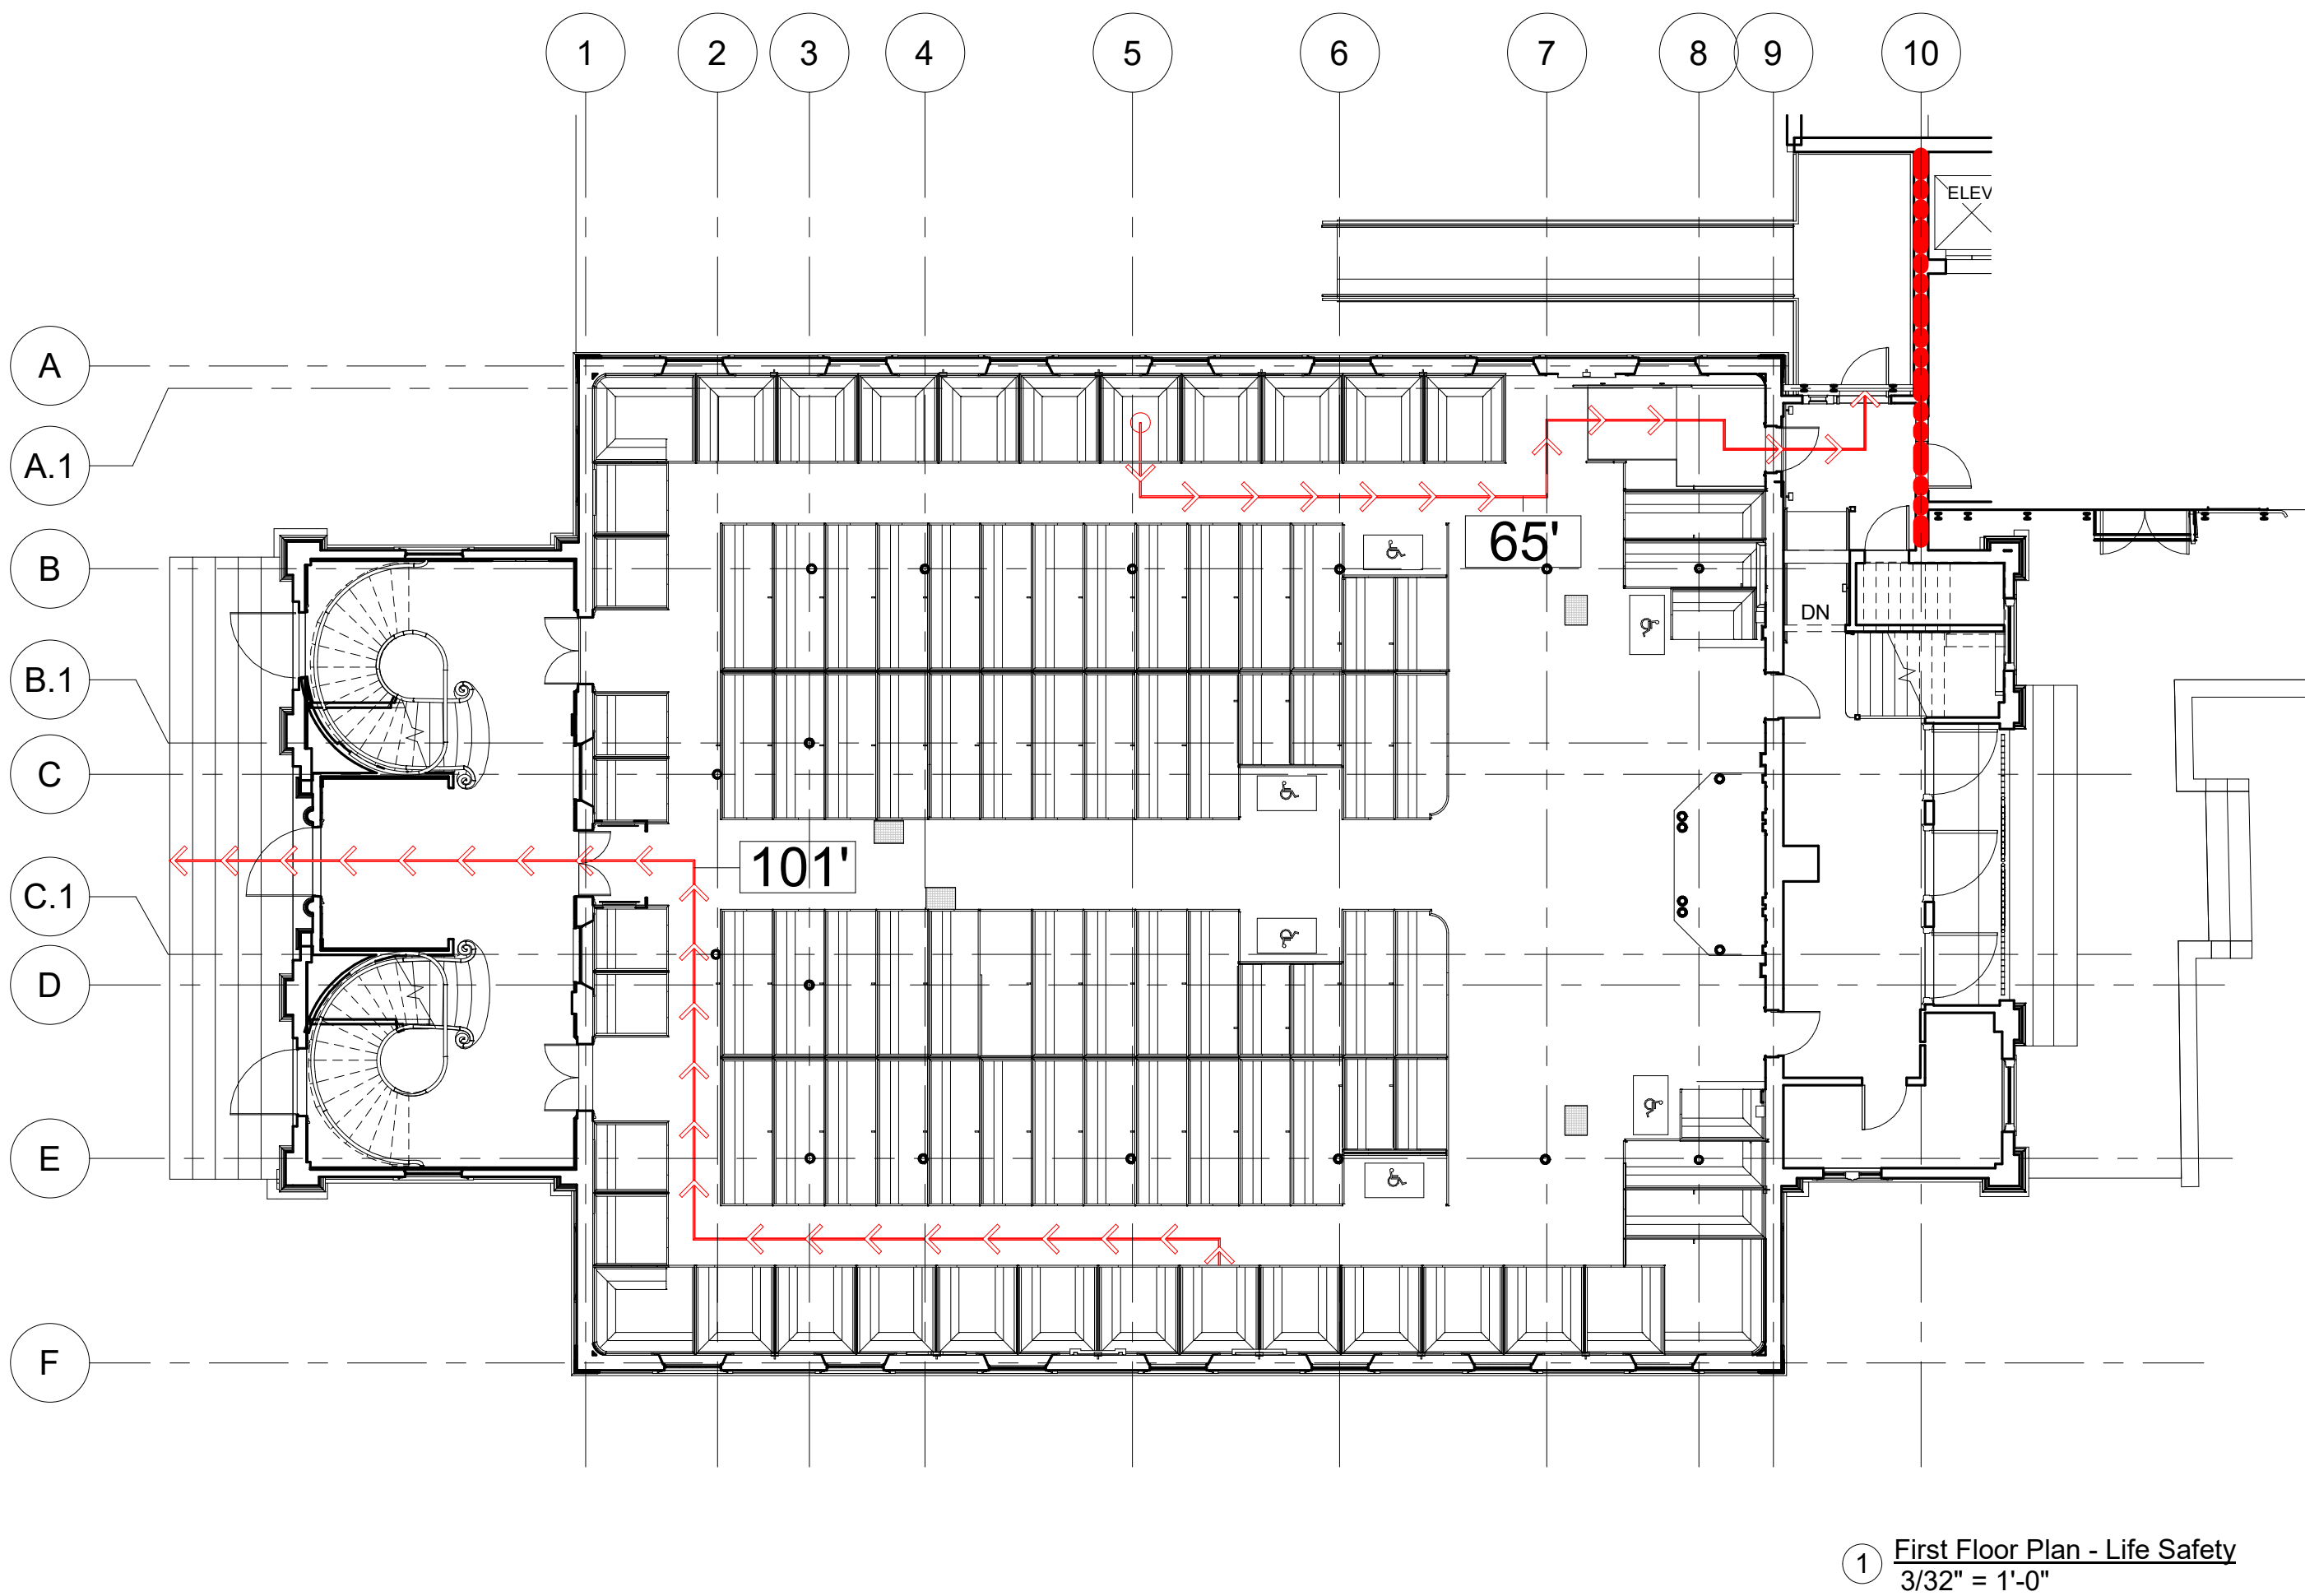 1 2 3 4 5 6 7 8 9 10
ELEV
A
A.1
65'
B
DN
B.1
C
101'
C.1
D
E
F
1 First Floor Plan - Life Safety
3/32" = 1'-0"